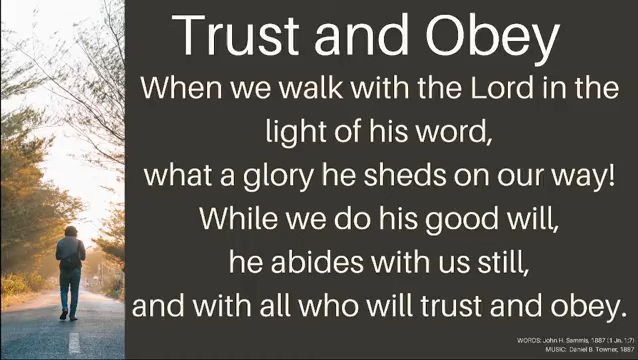 Trust and Obey
When we walk with the Lord in the
light of his word,
what a glory he sheds on our way!
While we do his good will,
he abides with us still,
and with all who will trust and obey.
WORDS: John H. Sammis, 1887 (1 Jn. 1:7)
MUSIC: Daniel B. Towner, 1887